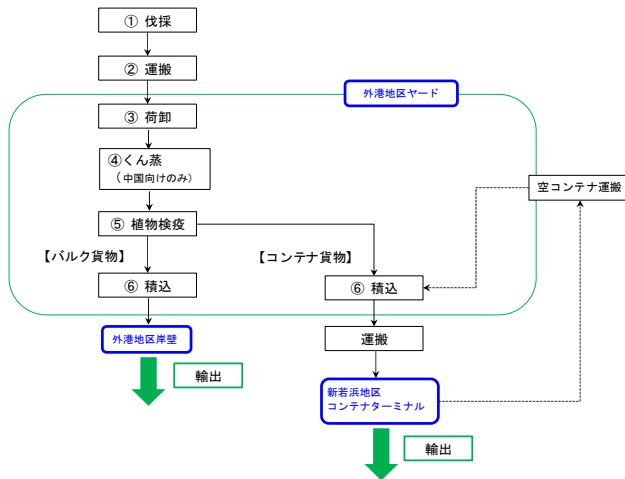 ① 伐採
② 運搬
外港地区ヤード
③ 荷卸
④くん蒸
（中国向けのみ）
空コンテナ運搬
⑤ 植物検疫
【バルク貨物】
【コンテナ貨物】
⑥ 積込
⑥ 積込
外港地区岸壁
運搬
輸出
新若浜地区
コンテナターミナル
輸出